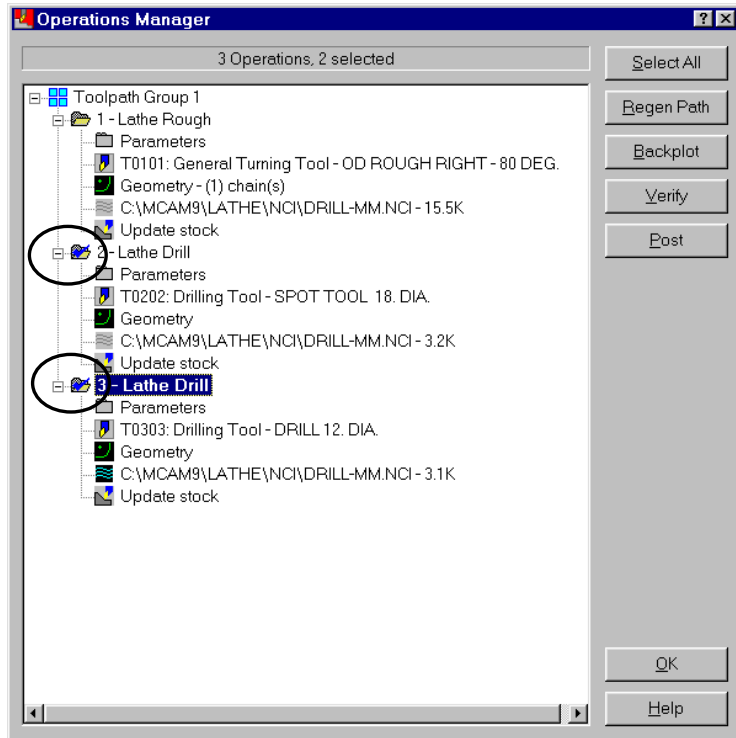 Operations Manager
3 Operations, 2 selected
Select All
Regen Path
Backplot
Verify
Post
Toolpath Group 1
1 - Lathe Rough
Parameters
T0101: General Turning Tool - OD ROUGH RIGHT - 80 DEG.
Geometry - (1) chain(s)
C:\MCAM9\LATHE\NCI\DRILL-MM.NCI - 15.5K
Update stock
2 - Lathe Drill
Parameters
T0202: Drilling Tool - SPOT TOOL 18. DIA.
Geometry
C:\MCAM9\LATHE\NCI\DRILL-MM.NCI - 3.2K
Update stock
3 - Lathe Drill
Parameters
T0303: Drilling Tool - DRILL 12. DIA.
Geometry
C:\MCAM9\LATHE\NCI\DRILL-MM.NCI - 3.1K
Update stock
OK
Help